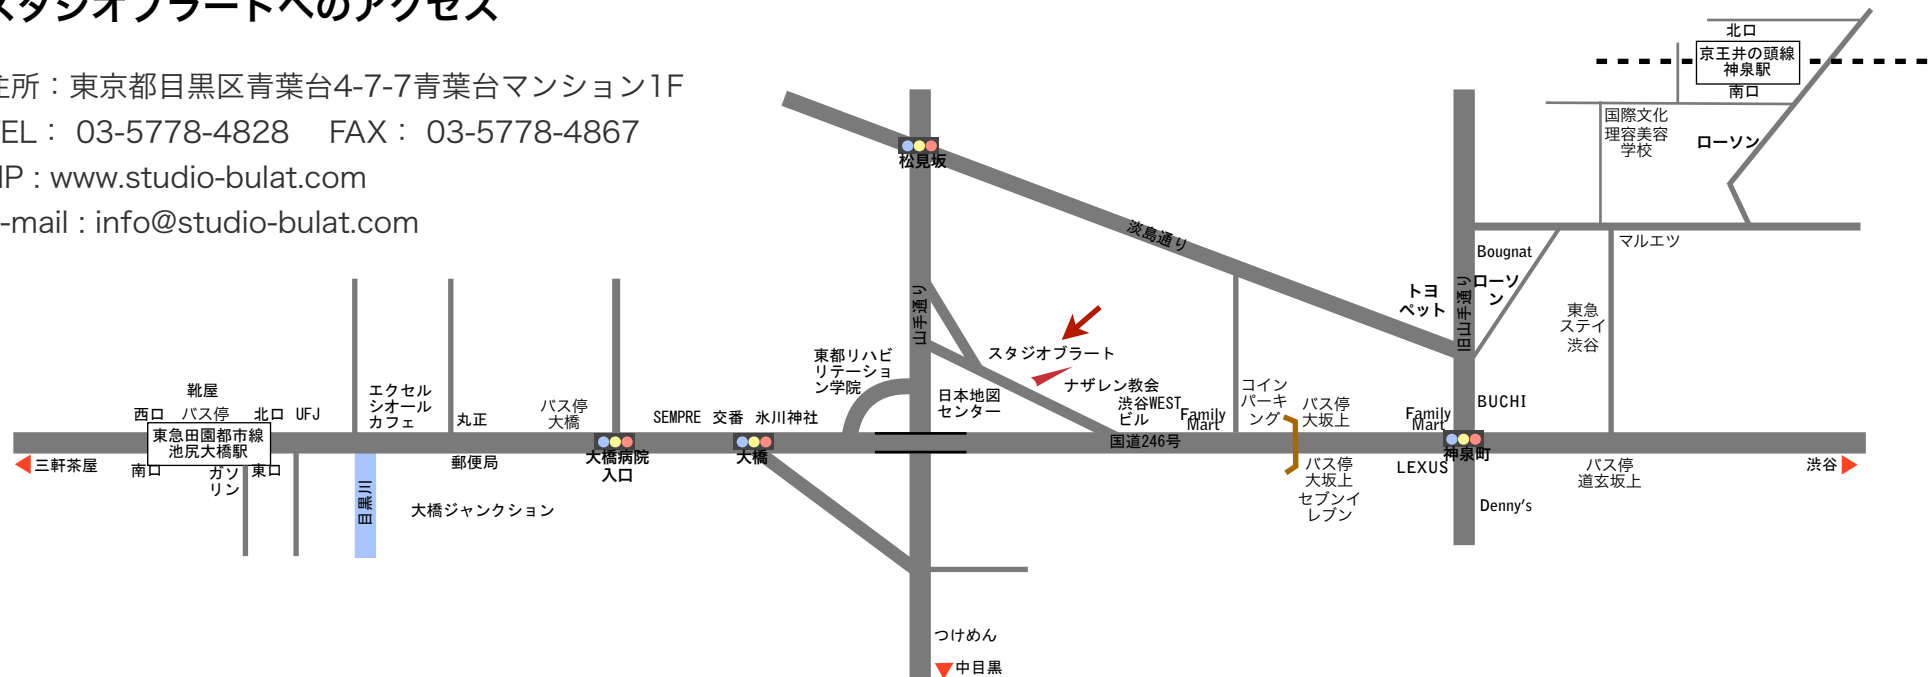 スタジオブラートへのアクセス
住所：東京都目黒区青葉台4-7-7青葉台マンション1F
TEL： 03-5778-4828　FAX： 03-5778-4867
HP : www.studio-bulat.com
e-mail : info@studio-bulat.com
北口
京王井の頭線
神泉駅
南口
国際文化
理容美容
学校
ローソン
松見坂
淡島通り
マルエツ
Bougnat
ローソ
ン
トヨ
ペット
旧山手通り
山手通り
東急
ステイ
渋谷
スタジオブラート
東都リハビ
リテーショ
ン学院
日本地図
センター
ナザレン教会
渋谷WEST
ビル
Family
Mart
コイン
パーキ
ング
バス停
大坂上
Family
Mart
BUCHI
靴屋
西口
バス停
北口
UFJ
エクセル
シオール
カフェ
丸正
バス停
大橋
SEMPRE
交番
氷川神社
東急田園都市線
池尻大橋駅
国道246号
三軒茶屋
南口
ガソ
リン
東口
目黒川
郵便局
大橋ジャンクション
大橋病院
入口
大橋
バス停
大坂上
セブンイ
レブン
LEXUS
神泉町
Denny's
バス停
道玄坂上
渋谷
つけめん
中目黒